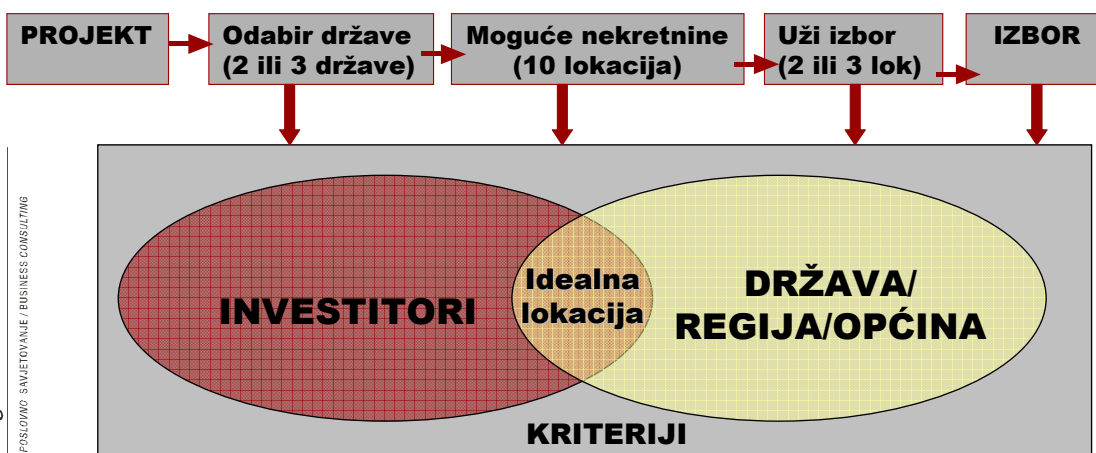 PROJEKT
Odabir države
(2 ili 3 države)
Moguće nekretnine
(10 lokacija)
Uži izbor
(2 ili 3 lok)
IZBOR
POSLOVNO SAVJETOVANJE / BUSINESS CONSULTING
INVESTITORI
Idealna
lokacija
DRŽAVA/
REGIJA/OPĆINA
KRITERIJI